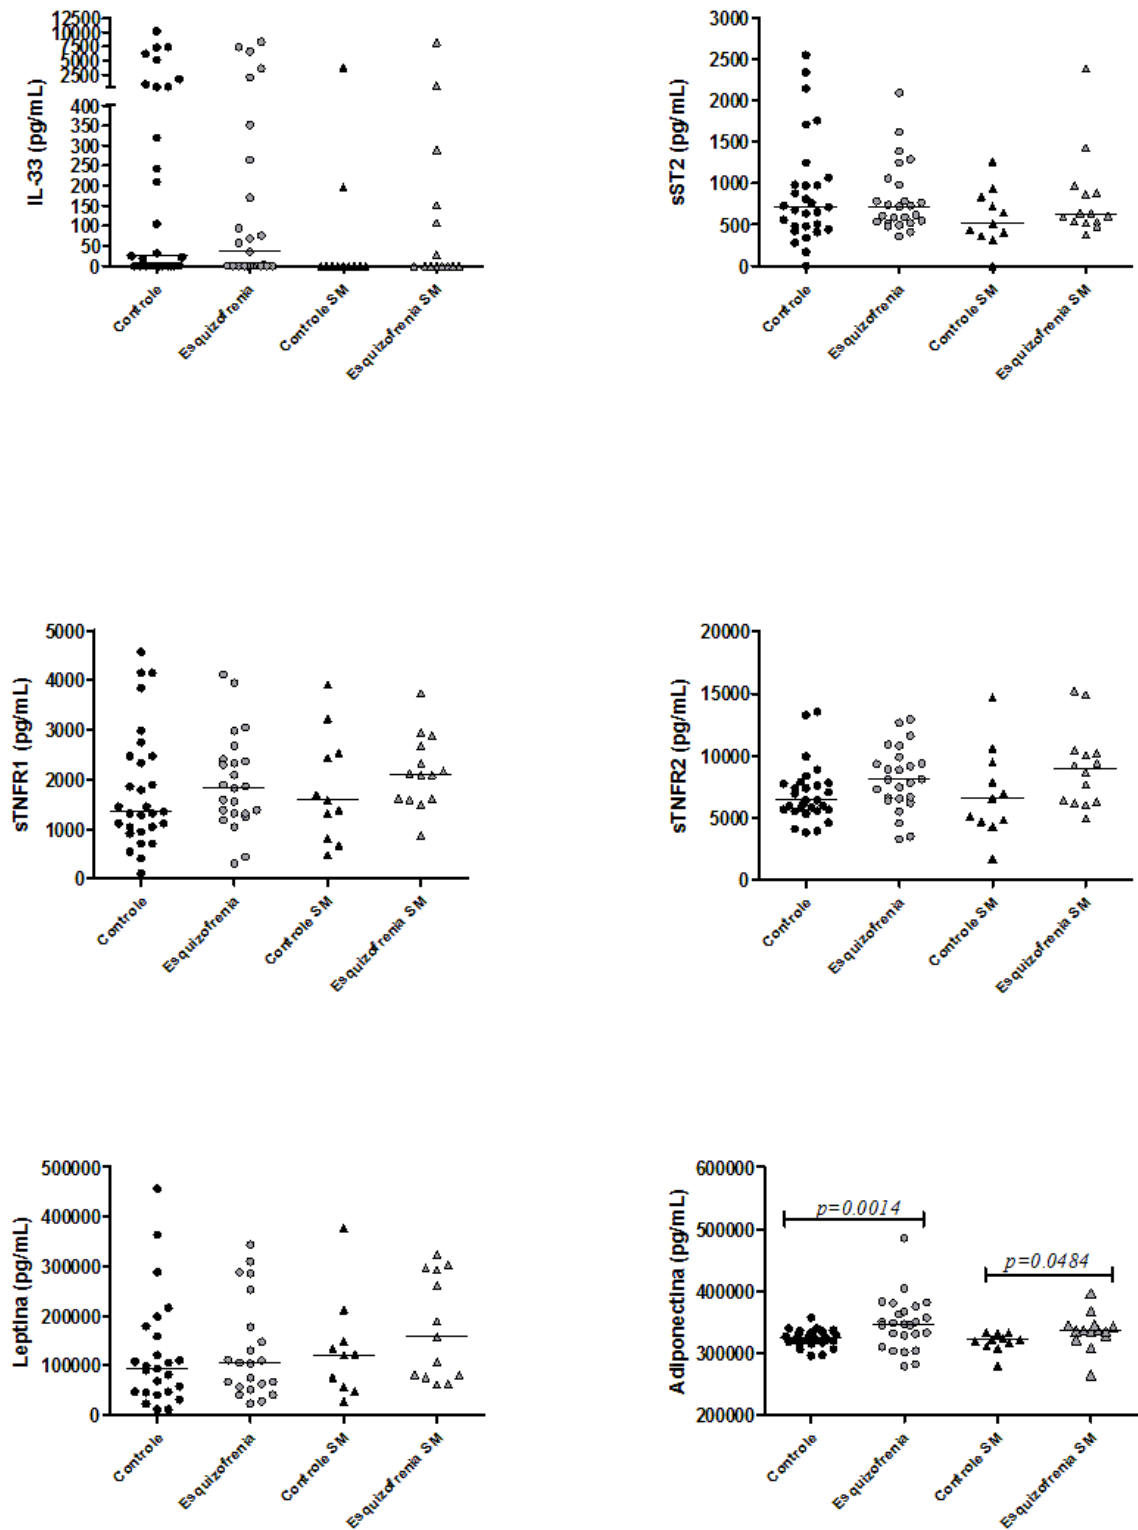 12500
10000
7500
5000
2500
400
350
300
250
200
150
100
50
0
IL-33 (pg/mL)
Controle
Esquizofrenia
Controle SM
Esquizofrenia SM
3000
2500
2000
1500
1000
500
0
sST2 (pg/mL)
Controle
Esquizofrenia
Controle SM
Esquizofrenia SM
5000
4000
3000
2000
1000
0
sTNFR1 (pg/mL)
Controle
Esquizofrenia
Controle SM
Esquizofrenia SM
20000
15000
10000
5000
0
sTNFR2 (pg/mL)
Controle
Esquizofrenia
Controle SM
Esquizofrenia SM
500000
400000
300000
200000
100000
0
Leptina (pg/mL)
Controle
Esquizofrenia
Controle SM
Esquizofrenia SM
600000
500000
400000
300000
200000
Adiponectina (pg/mL)
p=0.0014
p=0.0484
Controle
Esquizofrenia
Controle SM
Esquizofrenia SM